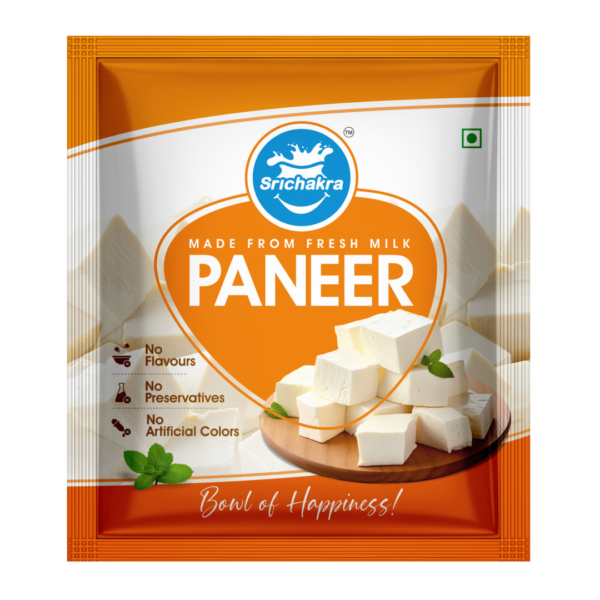 TM
Srichakra
MADE FROM FRESH MILK
PANEER
No
Flavours
No
Preservatives
No
Artificial Colors
Bowl of Happiness!